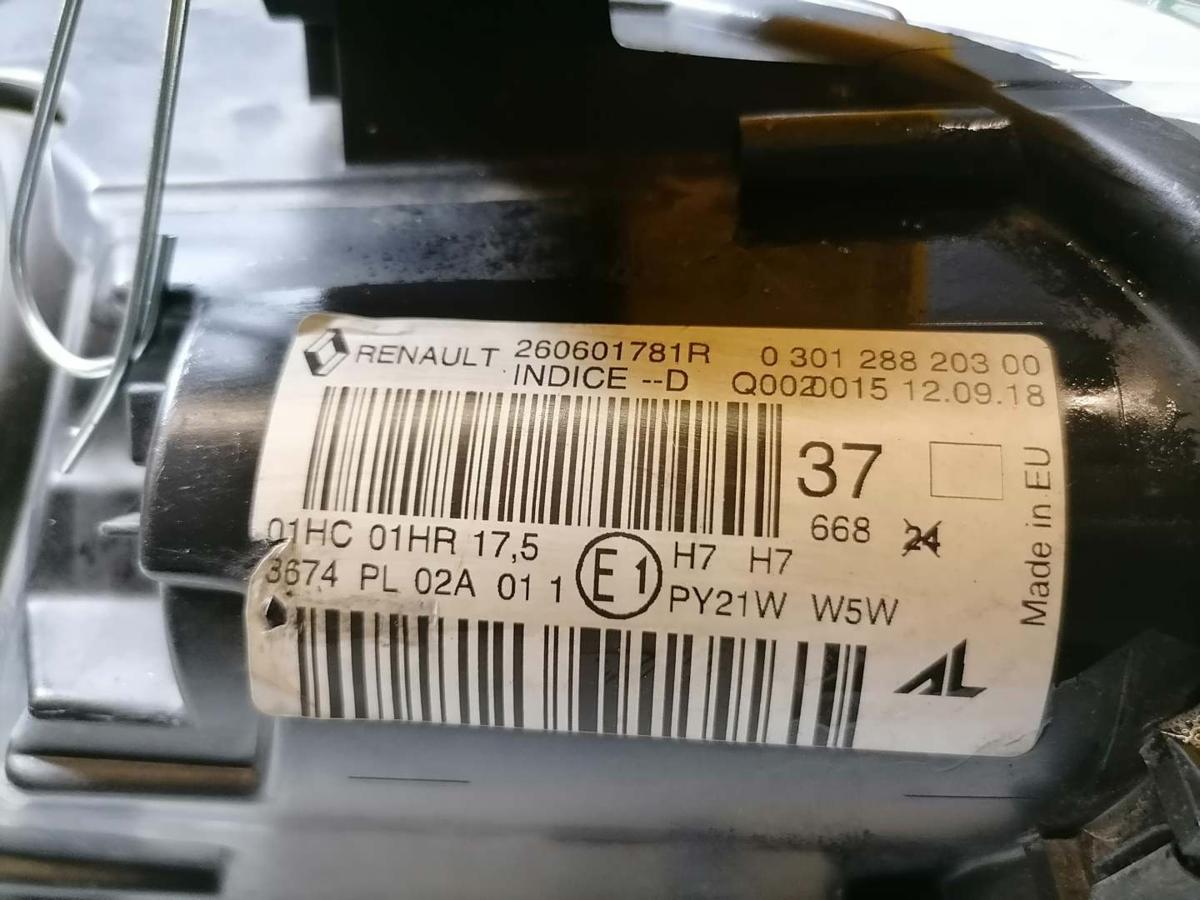 RENAULT 260601781R 0 301 288 203 00
INDICE --D Q0020015 12.09.18
37
668 24
01HC 01HR 17,5 E1 H7 H7
3674 PL 02A 01 1 PY21W W5W
AL
Made in EU